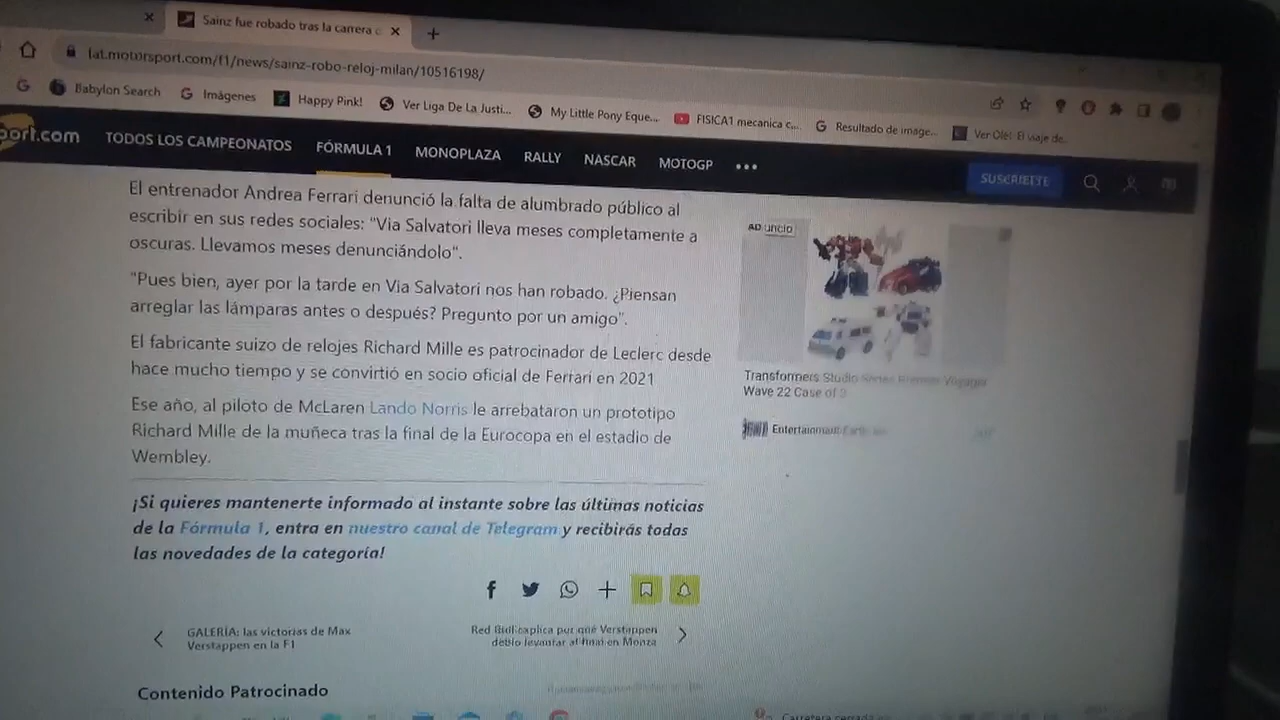 Sainz fue robado tras la carrera
lat.motorsport.com/f1/news/sainz-robo-reloj-milan/10516198/
Babylon Search
Imágenes
Happy Pink!
Ver Liga De La Justi...
My Little Pony Eque...
FISICA1 mecanica c...
Resultado de image...
Ver Olé! El viaje de...
port.com
TODOS LOS CAMPEONATOS
FÓRMULA 1
MONOPLAZA
RALLY
NASCAR
MOTOGP
SUSCRÍBETE
El entrenador Andrea Ferrari denunció la falta de alumbrado público al
escribir en sus redes sociales: "Via Salvatori lleva meses completamente a
oscuras. Llevamos meses denunciándolo".
"Pues bien, ayer por la tarde en Via Salvatori nos han robado. ¿Piensan
arreglar las lámparas antes o después? Pregunto por un amigo".
El fabricante suizo de relojes Richard Mille es patrocinador de Leclerc desde
hace mucho tiempo y se convirtió en socio oficial de Ferrari en 2021
Ese año, al piloto de McLaren Lando Norris le arrebataron un prototipo
Richard Mille de la muñeca tras la final de la Eurocopa en el estadio de
Wembley.
¡Si quieres mantenerte informado al instante sobre las últimas noticias
de la Fórmula 1, entra en nuestro canal de Telegram y recibirás todas
las novedades de la categoría!
AD
Transformers Studio Series Premier Voyager
Wave 22 Case of 3
GALERÍA: las victorias de Max
Verstappen en la F1
Red Bull explica por qué Verstappen
debió levantar al final en Monza
Contenido Patrocinado
Carretera cerrada